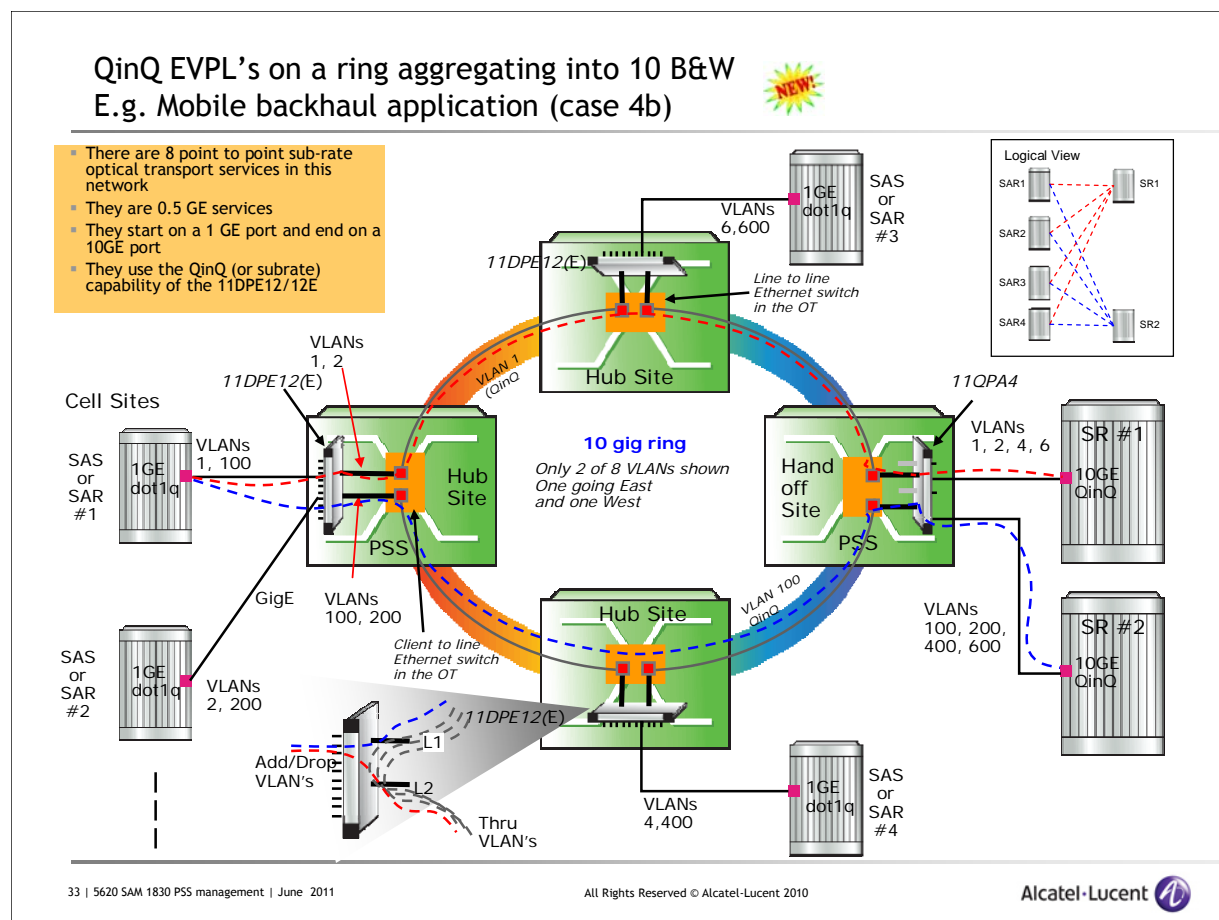 QinQ EVPL's on a ring aggregating into 10 B&W
E.g. Mobile backhaul application (case 4b)
NEW!
There are 8 point to point sub-rate
optical transport services in this
network
They are 0.5 GE services
They start on a 1 GE port and end on a
10GE port
They use the QinQ (or subrate)
capability of the 11DPE12/12E
Logical View
SAR1
SR1
SAR2
SAR3
SAR4
SR2
1GE
dot1q
SAS
or
SAR
#3
VLANs
6,600
11DPE12(E)
Line to line
Ethernet switch
in the OT
Hub Site
VLANs
1, 2
11DPE12(E)
VLAN 1
(QinQ
11QPA4
Cell Sites
VLANs
1, 100
SAS
or
SAR
#1
1GE
dot1q
Hub
Site
PSS
10 gig ring
Only 2 of 8 VLANs shown
One going East
and one West
Hand
off
Site
PSS
VLANs
1, 2, 4, 6
SR #1
10GE
QinQ
GigE
VLANs
100, 200
Client to line
Ethernet switch
in the OT
Hub Site
VLAN 100
QinQ
VLANs
100, 200,
400, 600
SR #2
10GE
QinQ
SAS
or
SAR
#2
1GE
dot1q
VLANs
2, 200
11DPE12(E)
L1
Add/Drop
VLAN's
L2
Thru
VLAN's
VLANs
4,400
1GE
dot1q
SAS
or
SAR
#4
33 | 5620 SAM 1830 PSS management | June 2011
All Rights Reserved © Alcatel-Lucent 2010
Alcatel·Lucent